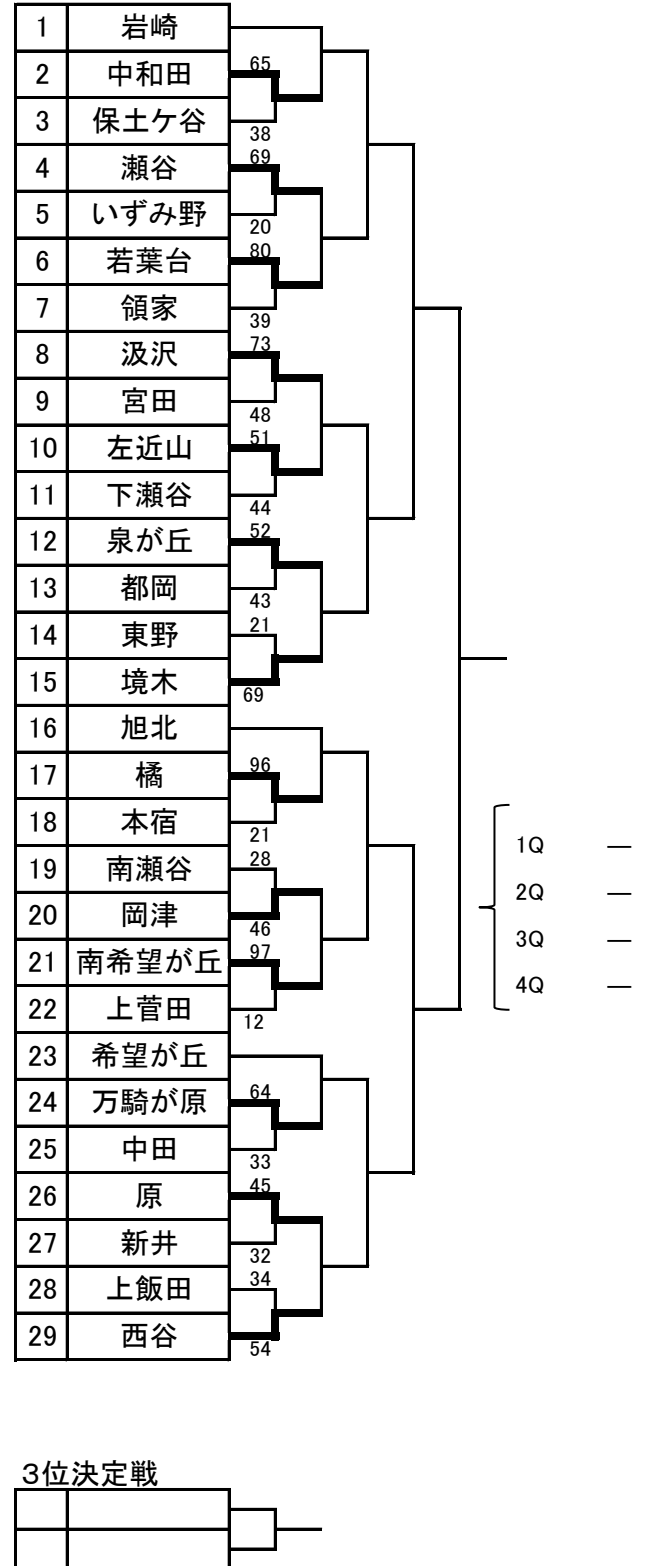 1 岩崎
2 中和田 65
3 保土ケ谷 38
4 瀬谷 69
5 いずみ野 20
6 若葉台 80
7 領家 39
8 汲沢 73
9 宮田 48
10 左近山 51
11 下瀬谷 44
12 泉が丘 52
13 都岡 43
14 東野 21
15 境木 69
16 旭北
17 橘 96
18 本宿 21
19 南瀬谷 28
20 岡津 46
21 南希望が丘 97
22 上菅田 12
23 希望が丘
24 万騎が原 64
25 中田 33
26 原 45
27 新井 32
28 上飯田 34
29 西谷 54
1Q —
2Q —
3Q —
4Q —
3位決定戦